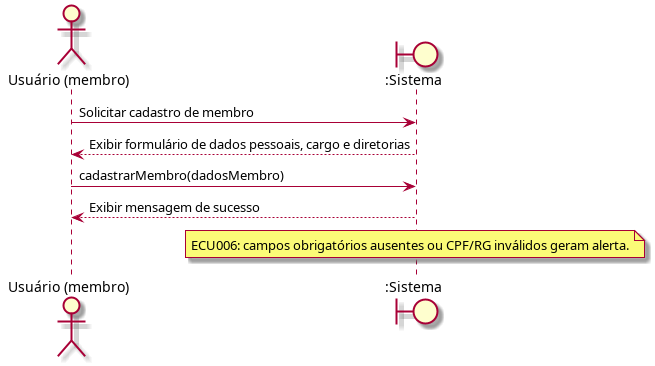 Usuário (membro)
:Sistema
Solicitar cadastro de membro
Exibir formulário de dados pessoais, cargo e diretorias
cadastrarMembro(dadosMembro)
Exibir mensagem de sucesso
ECU006: campos obrigatórios ausentes ou CPF/RG inválidos geram alerta.
Usuário (membro)
:Sistema